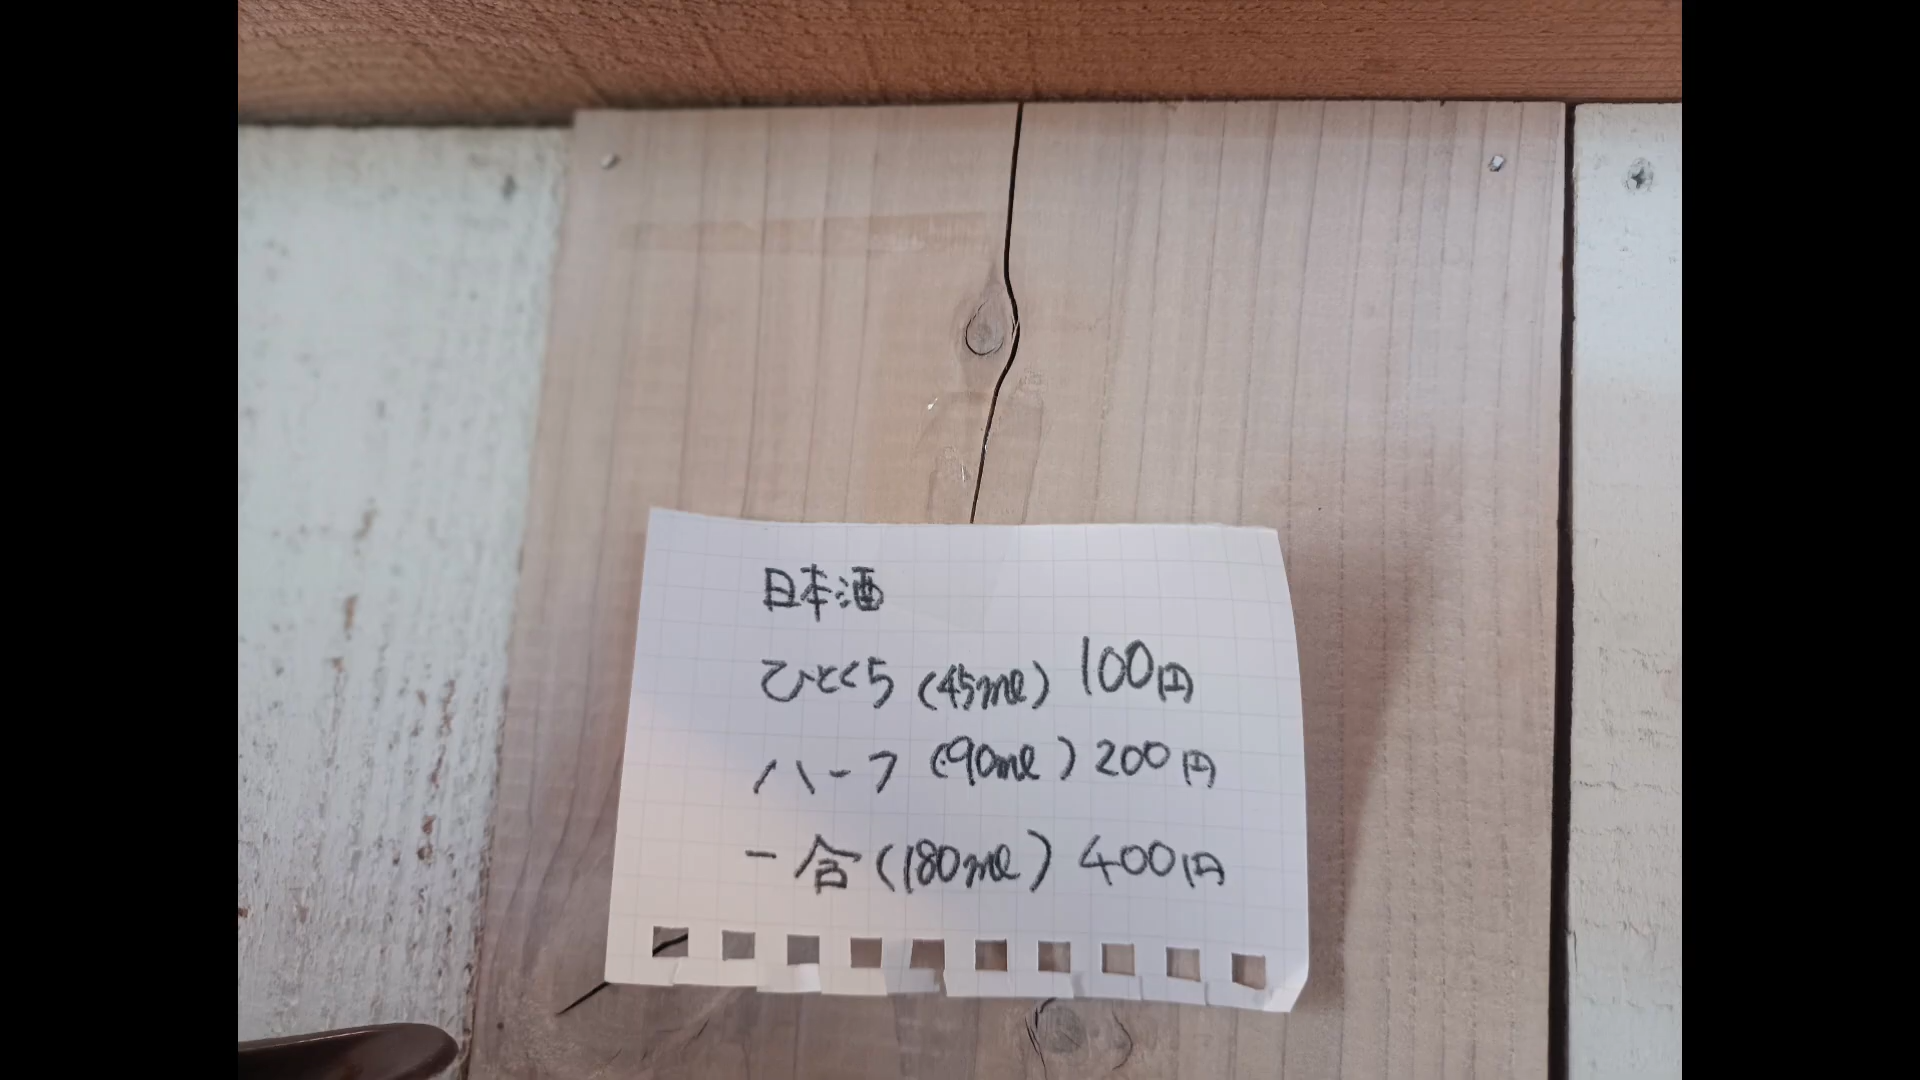 日本酒
ひとくち (45ml) 100円
ハーフ (90ml) 200円
一合 (180ml) 400円